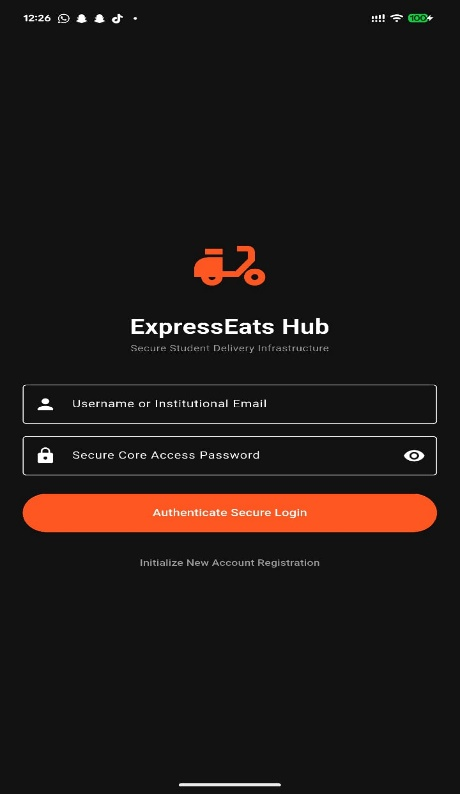 12:26
100
ExpressEats Hub
Secure Student Delivery Infrastructure
Username or Institutional Email
Secure Core Access Password
Authenticate Secure Login
Initialize New Account Registration